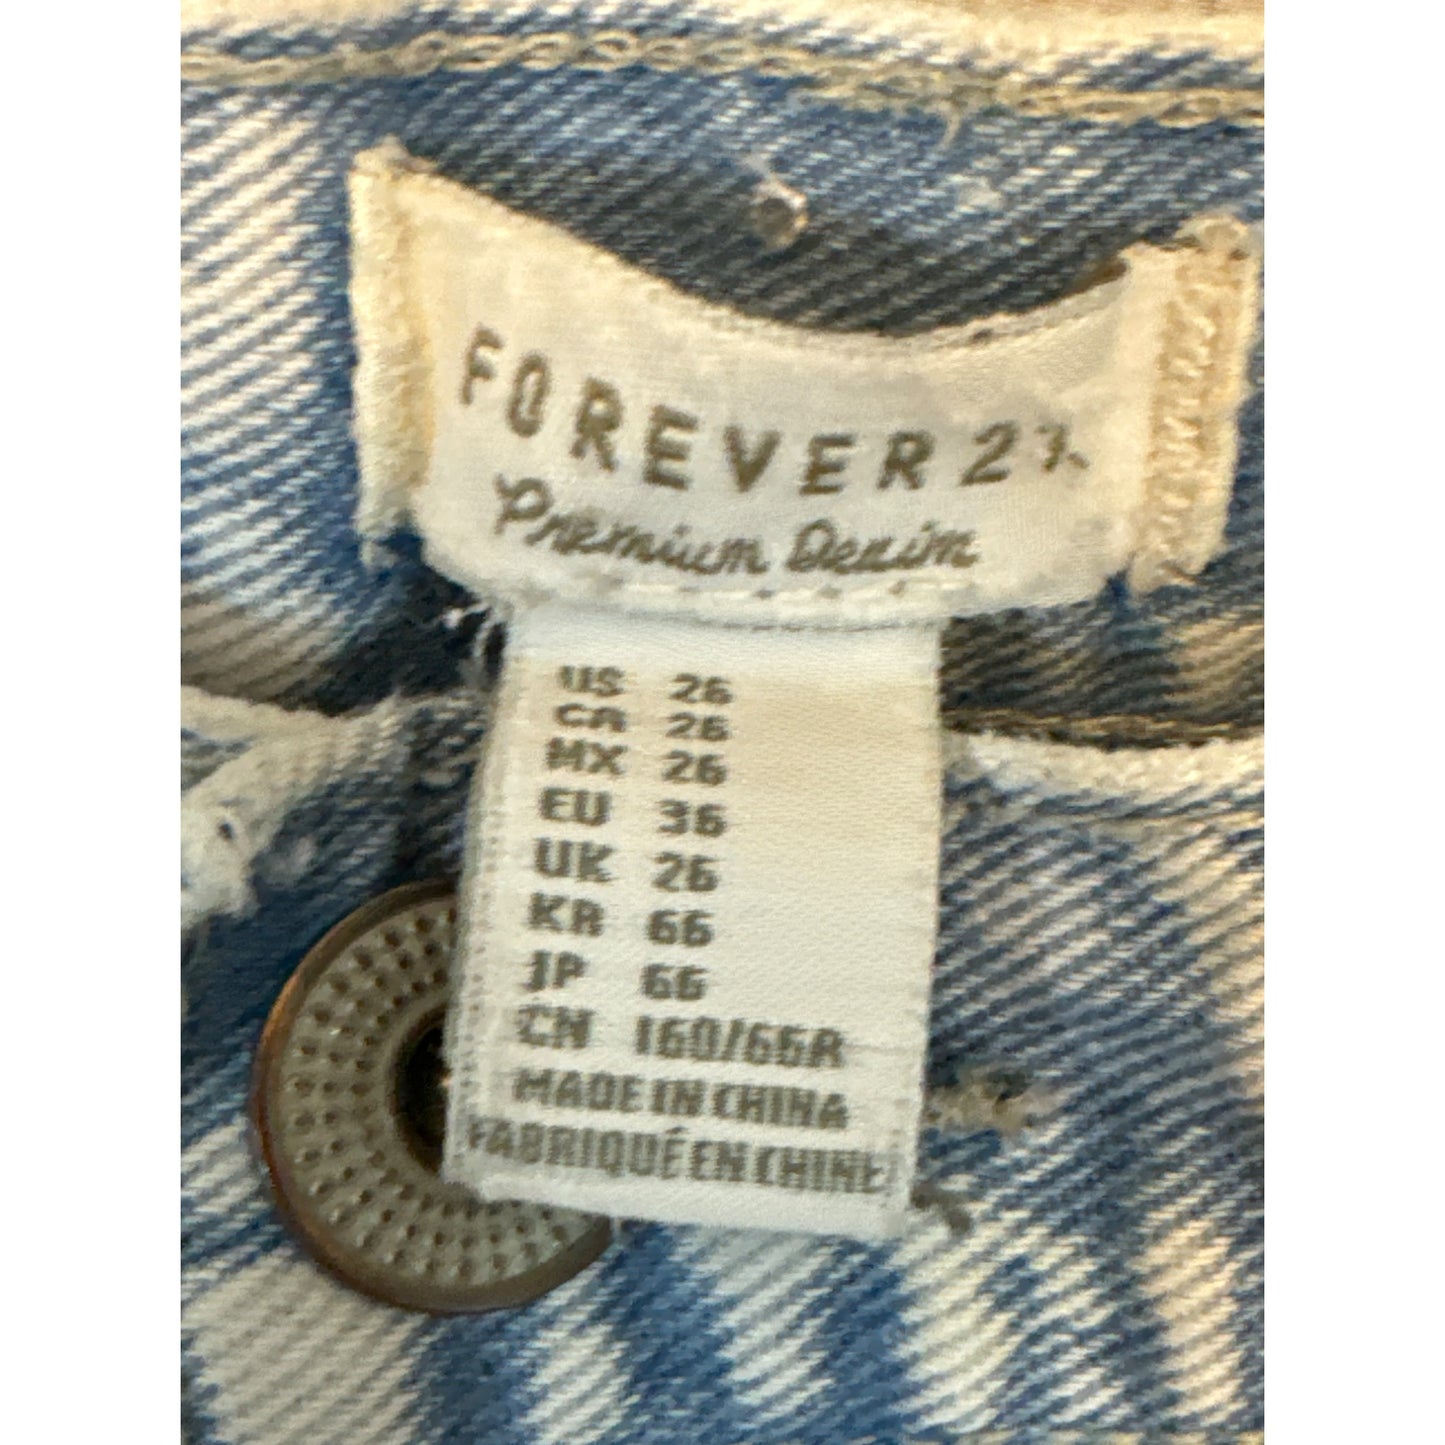 FOREVER 21
Premium Denim
US 26
CA 26
MX 26
EU 36
UK 26
KR 66
JP 66
CN 160/66R
MADE IN CHINA
FABRIQUÉ EN CHINE